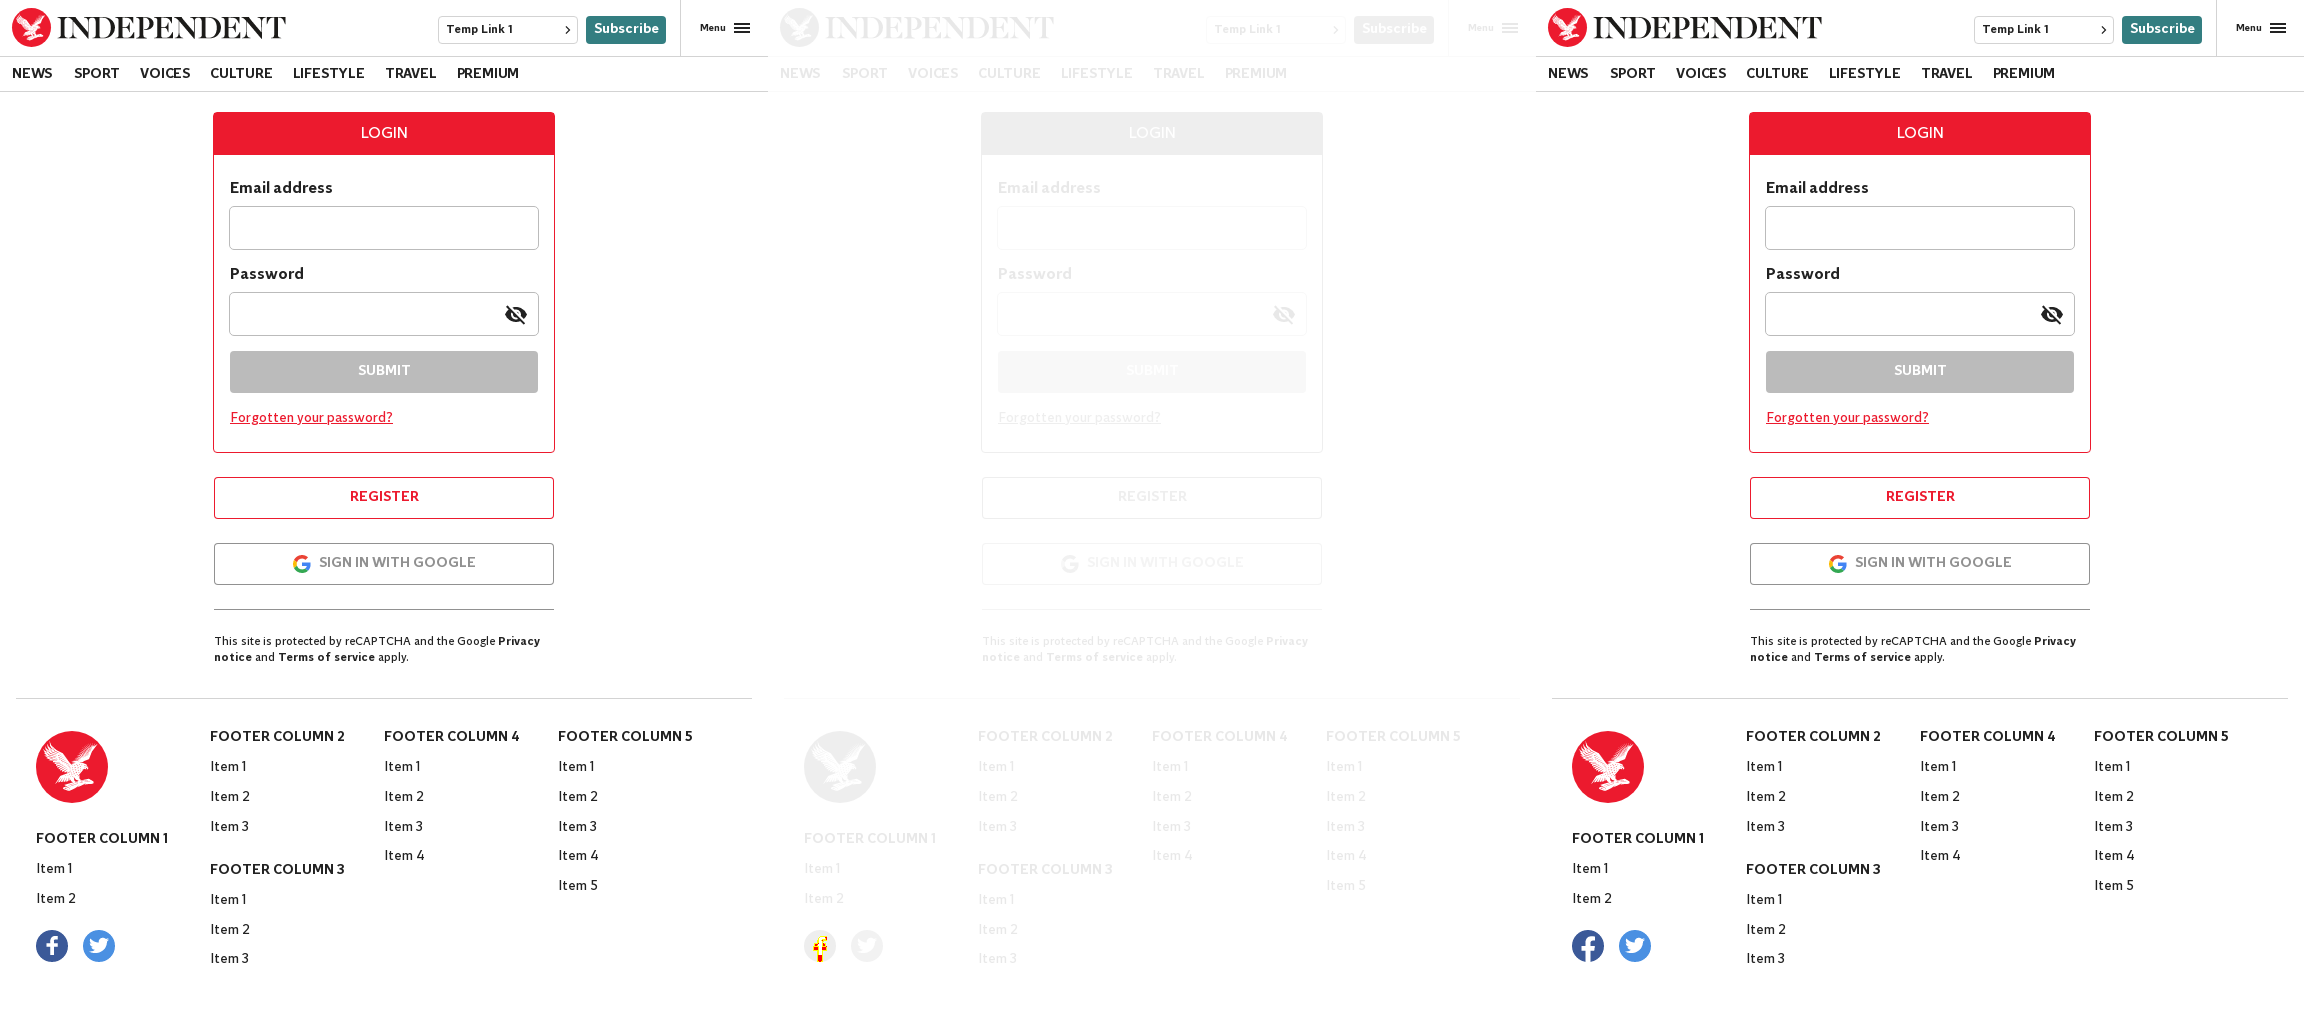 INDEPENDENT
Temp Link 1
Subscribe
Menu
NEWS SPORT VOICES CULTURE LIFESTYLE TRAVEL PREMIUM
LOGIN
Email address
Password
SUBMIT
Forgotten your password?
REGISTER
SIGN IN WITH GOOGLE
This site is protected by reCAPTCHA and the Google Privacy
notice and Terms of service apply.
FOOTER COLUMN 1
Item 1
Item 2
FOOTER COLUMN 2
Item 1
Item 2
Item 3
FOOTER COLUMN 3
Item 1
Item 2
Item 3
FOOTER COLUMN 4
Item 1
Item 2
Item 3
Item 4
FOOTER COLUMN 5
Item 1
Item 2
Item 3
Item 4
Item 5
INDEPENDENT
Temp Link 1
Subscribe
Menu
NEWS SPORT VOICES CULTURE LIFESTYLE TRAVEL PREMIUM
LOGIN
Email address
Password
SUBMIT
Forgotten your password?
REGISTER
SIGN IN WITH GOOGLE
This site is protected by reCAPTCHA and the Google Privacy
notice and Terms of service apply.
FOOTER COLUMN 1
Item 1
Item 2
FOOTER COLUMN 2
Item 1
Item 2
Item 3
FOOTER COLUMN 3
Item 1
Item 2
Item 3
FOOTER COLUMN 4
Item 1
Item 2
Item 3
Item 4
FOOTER COLUMN 5
Item 1
Item 2
Item 3
Item 4
Item 5
INDEPENDENT
Temp Link 1
Subscribe
Menu
NEWS SPORT VOICES CULTURE LIFESTYLE TRAVEL PREMIUM
LOGIN
Email address
Password
SUBMIT
Forgotten your password?
REGISTER
SIGN IN WITH GOOGLE
This site is protected by reCAPTCHA and the Google Privacy
notice and Terms of service apply.
FOOTER COLUMN 1
Item 1
Item 2
FOOTER COLUMN 2
Item 1
Item 2
Item 3
FOOTER COLUMN 3
Item 1
Item 2
Item 3
FOOTER COLUMN 4
Item 1
Item 2
Item 3
Item 4
FOOTER COLUMN 5
Item 1
Item 2
Item 3
Item 4
Item 5